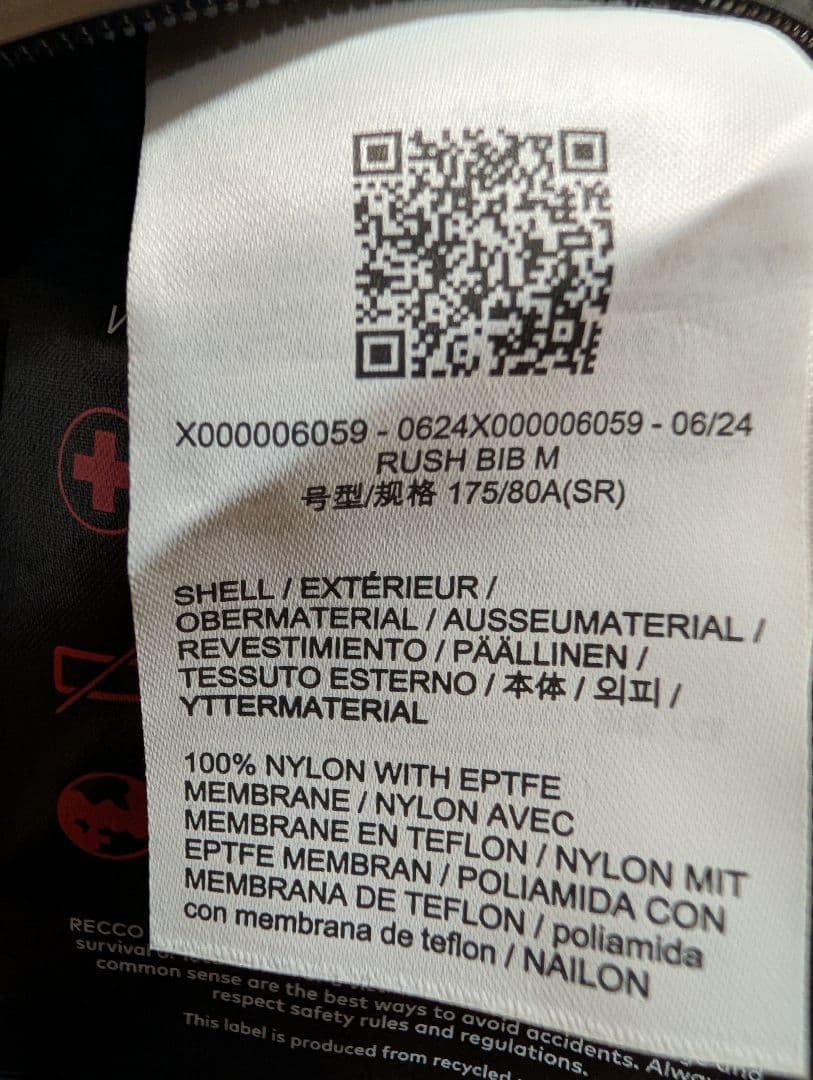 X000006059 - 0624X000006059 - 06/24
RUSH BIB M
号型/规格 175/80A(SR)
SHELL / EXTÉRIEUR /
OBERMATERIAL / AUSSEUMATERIAL /
REVESTIMIENTO / PÄÄLLINEN /
TESSUTO ESTERNO / 本体 / 외피 /
YTTERMATERIAL
100% NYLON WITH EPTFE
MEMBRANE / NYLON AVEC
MEMBRANE EN TEFLON / NYLON MIT
EPTFE MEMBRAN / POLIAMIDA CON
MEMBRANA DE TEFLON / poliamida
con membrana de teflon / NAILON
RECCO
survival
common sense are the best ways to avoid accidents. Always
respect safety rules and regulations.
This label is produced from recycled